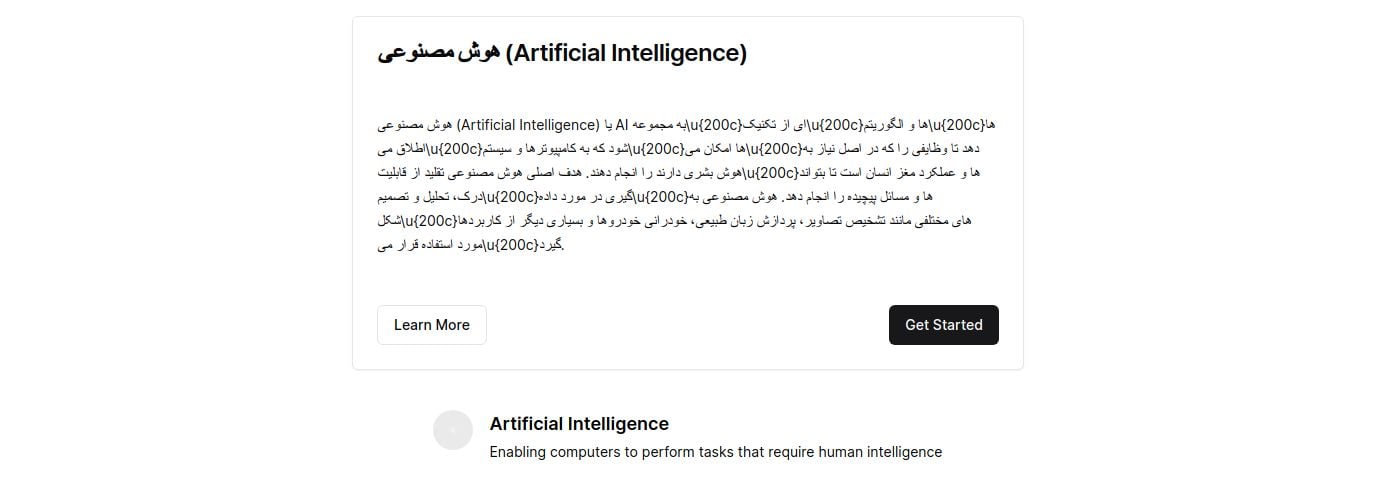 هوش مصنوعی (Artificial Intelligence)
هوش مصنوعی (Artificial Intelligence) یا AI به مجموعه\u{200c}ای از تکنیک\u{200c}ها و الگوریتم\u{200c}ها
اطلاق می\u{200c}شود که به کامپیوترها و سیستم\u{200c}ها امکان می\u{200c}دهد تا وظایفی را که در اصل نیاز به
هوش بشری دارند را انجام دهند. هدف اصلی هوش مصنوعی تقلید از قابلیت\u{200c}ها و عملکرد مغز انسان است تا بتواند
درک، تحلیل و تصمیم\u{200c}گیری در مورد داده\u{200c}ها و مسائل پیچیده را انجام دهد. هوش مصنوعی به
شکل\u{200c}های مختلفی مانند تشخیص تصاویر، پردازش زبان طبیعی، خودرانی خودروها و بسیاری دیگر از کاربردها
مورد استفاده قرار می\u{200c}گیرد.
Learn More
Get Started
Artificial Intelligence
Enabling computers to perform tasks that require human intelligence